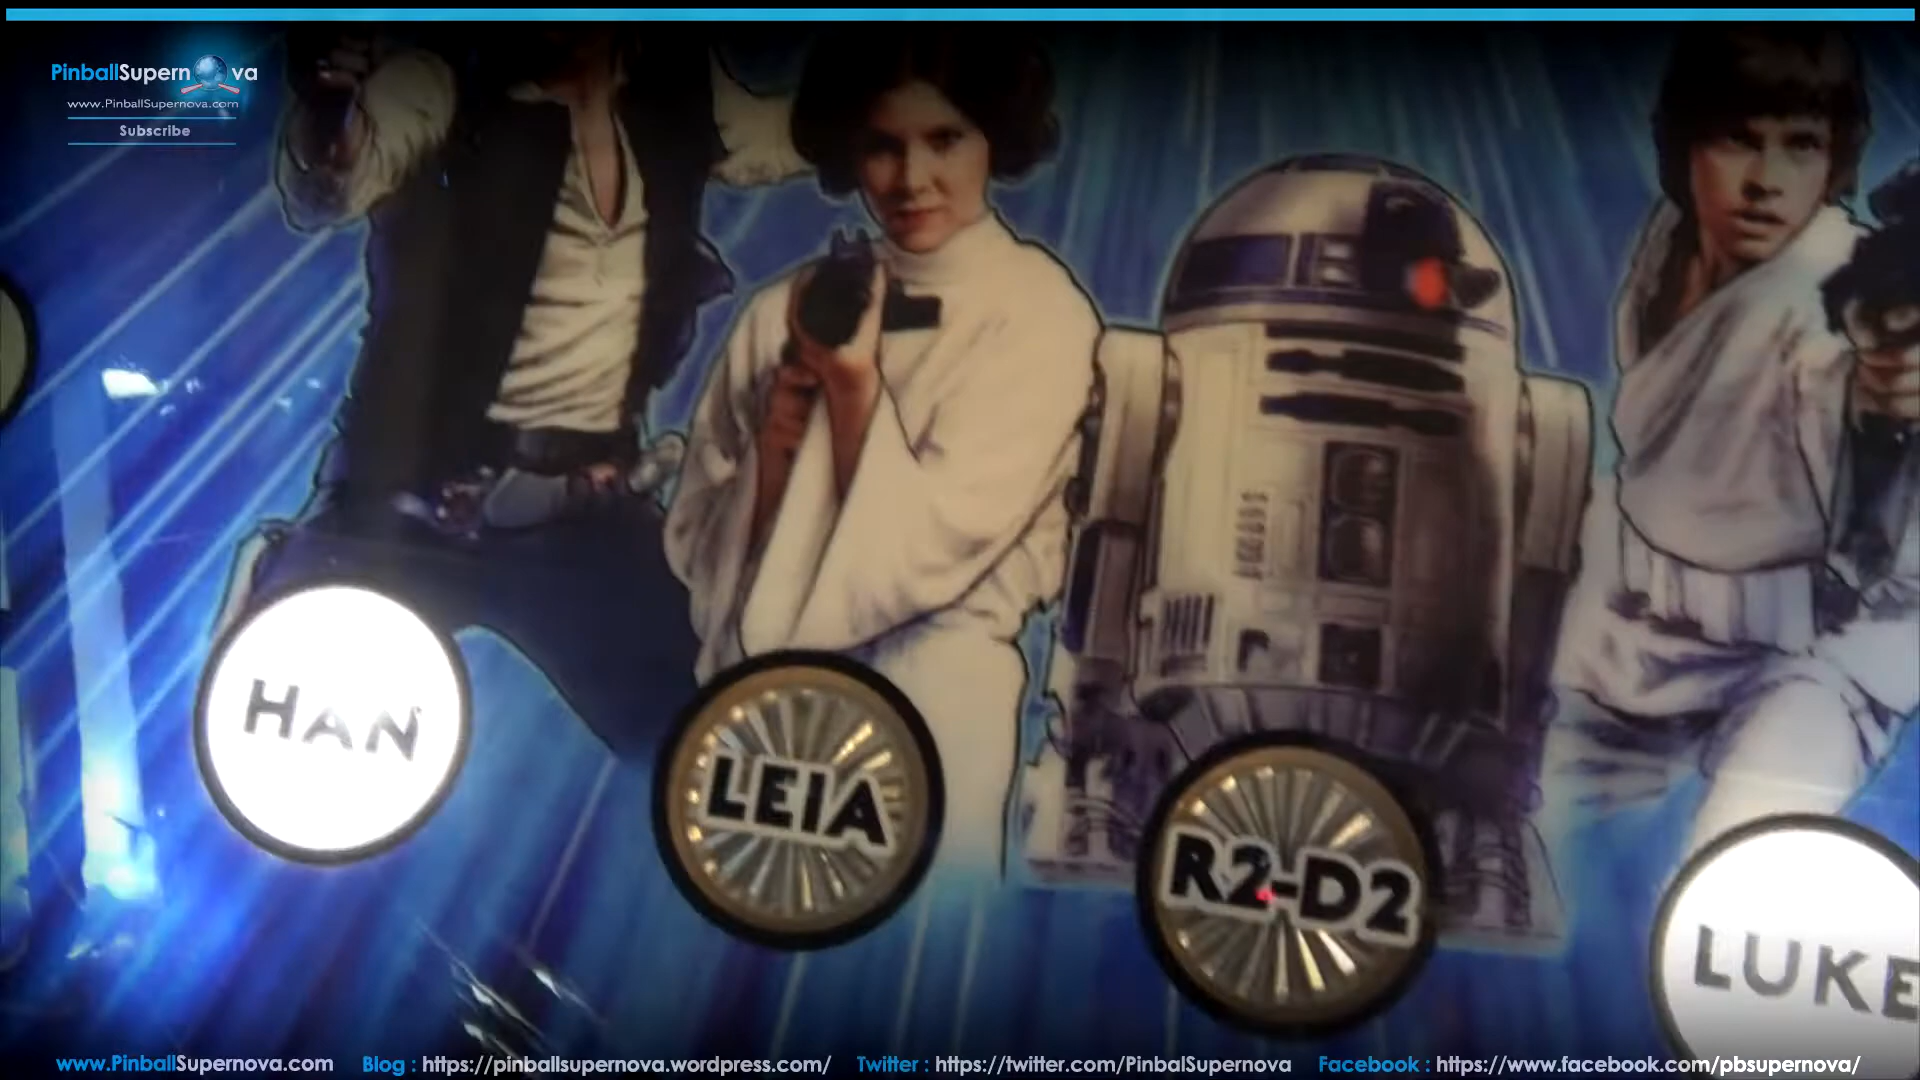 PinballSupernova
www.PinballSupernova.com
Subscribe
HAN
LEIA
R2-D2
LUKE
www.PinballSupernova.com Blog : https://pinballsupernova.wordpress.com/ Twitter : https://twitter.com/PinbalSupernova Facebook : https://www.facebook.com/pbsupernova/